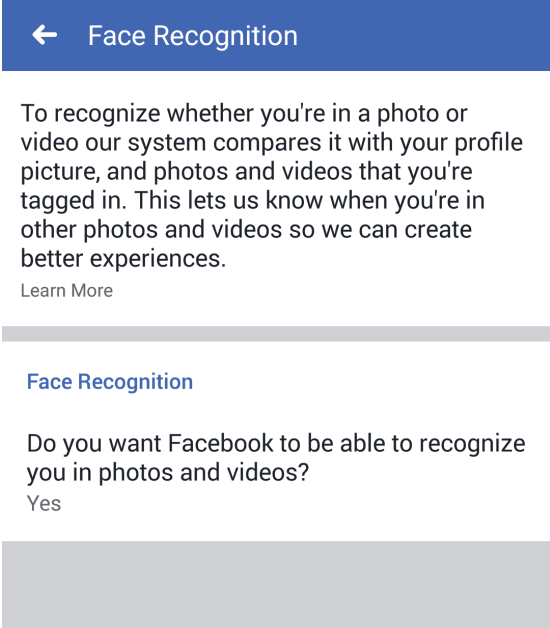 Face Recognition
To recognize whether you're in a photo or
video our system compares it with your profile
picture, and photos and videos that you're
tagged in. This lets us know when you're in
other photos and videos so we can create
better experiences.
Learn More
Face Recognition
Do you want Facebook to be able to recognize
you in photos and videos?
Yes